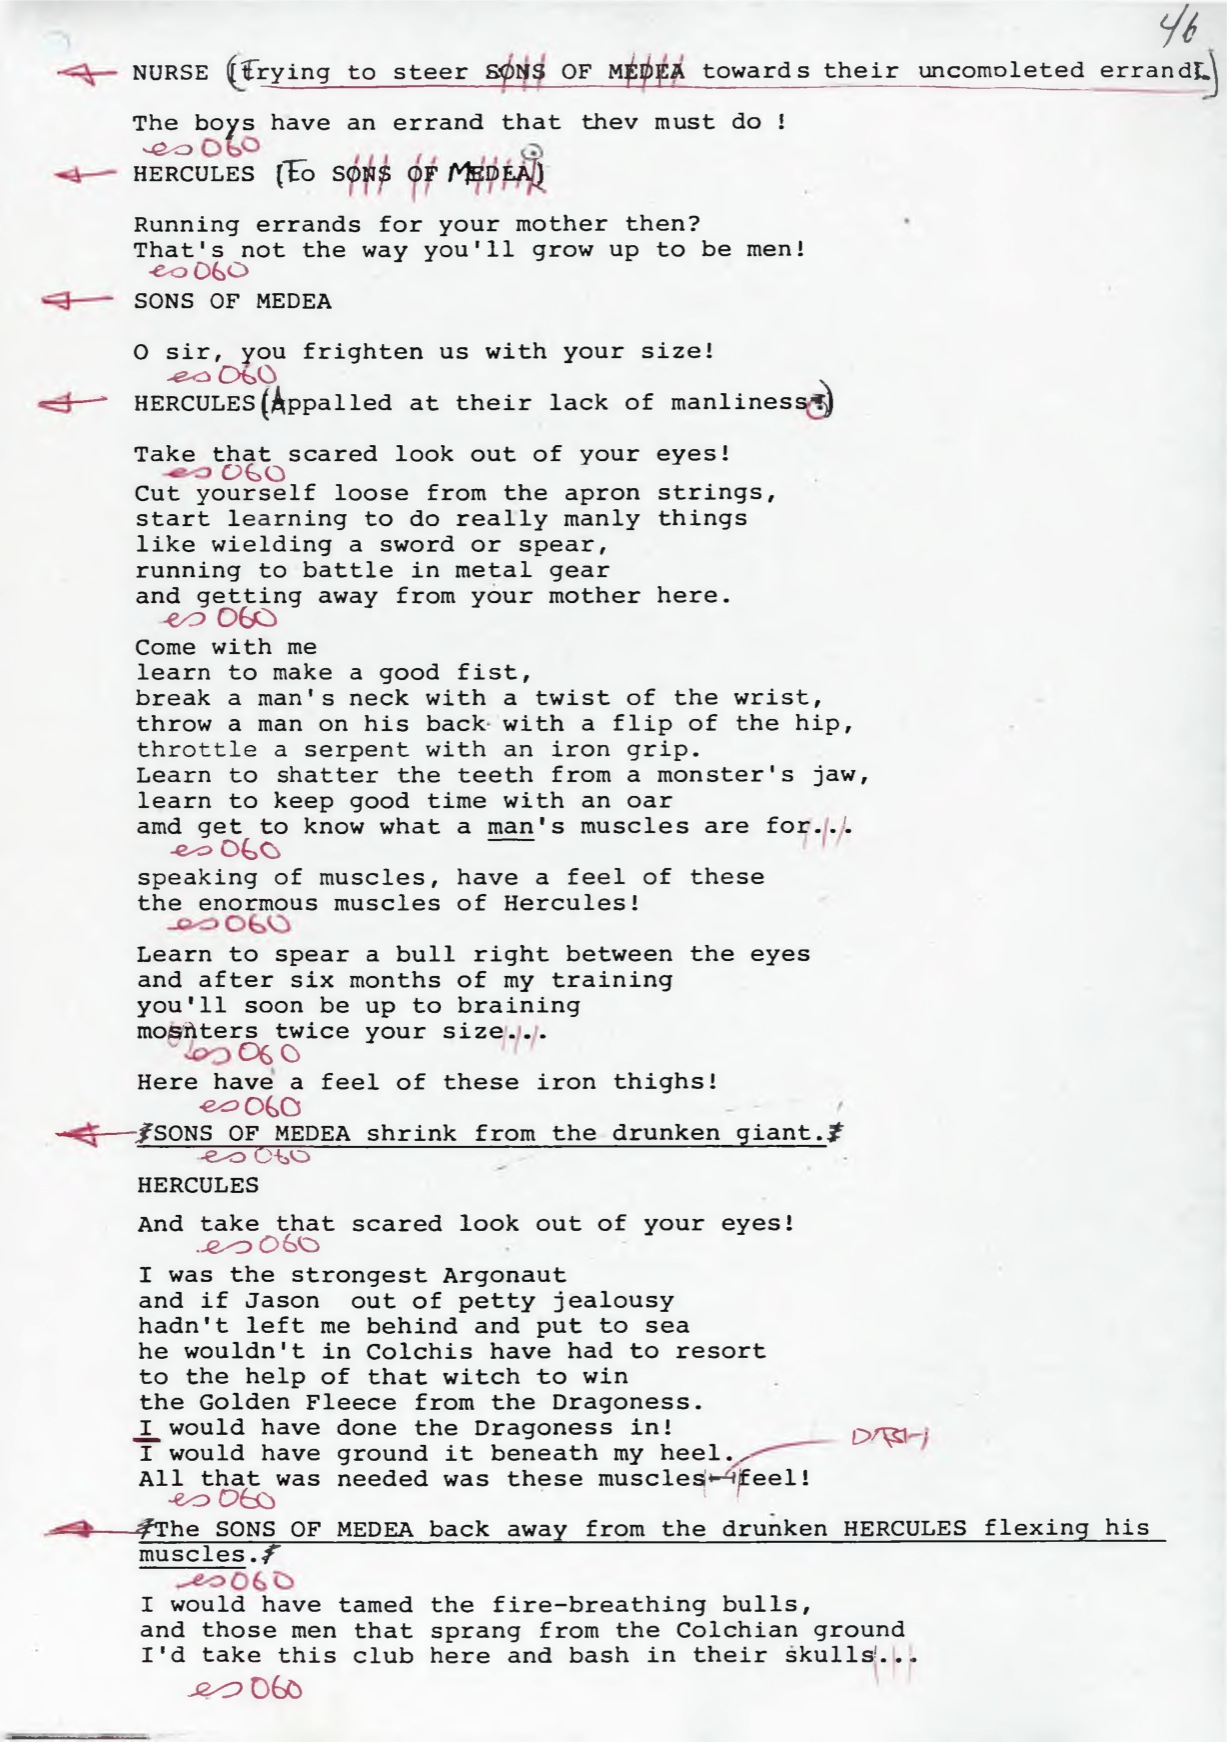 46
NURSE (Trying to steer SONS OF MEDEA towards their uncomoleted errand.)
The boys have an errand that thev must do !
es 060
HERCULES (To SONS OF MEDEA)
Running errands for your mother then?
That's not the way you'll grow up to be men!
es 060
SONS OF MEDEA
O sir, you frighten us with your size!
es 060
HERCULES (Appalled at their lack of manliness.)
Take that scared look out of your eyes!
es 060
Cut yourself loose from the apron strings,
start learning to do really manly things
like wielding a sword or spear,
running to battle in metal gear
and getting away from your mother here.
es 060
Come with me
learn to make a good fist,
break a man's neck with a twist of the wrist,
throw a man on his back with a flip of the hip,
throttle a serpent with an iron grip.
Learn to shatter the teeth from a monster's jaw,
learn to keep good time with an oar
amd get to know what a man's muscles are for...
es 060
speaking of muscles, have a feel of these
the enormous muscles of Hercules!
es 060
Learn to spear a bull right between the eyes
and after six months of my training
you'll soon be up to braining
mosnters twice your size...
es 060
Here have a feel of these iron thighs!
es 060
SONS OF MEDEA shrink from the drunken giant.
es 060
HERCULES
And take that scared look out of your eyes!
es 060
I was the strongest Argonaut
and if Jason out of petty jealousy
hadn't left me behind and put to sea
he wouldn't in Colchis have had to resort
to the help of that witch to win
the Golden Fleece from the Dragoness.
I would have done the Dragoness in!
I would have ground it beneath my heel. DASH
All that was needed was these muscles - feel!
es 060
The SONS OF MEDEA back away from the drunken HERCULES flexing his
muscles.
es 060
I would have tamed the fire-breathing bulls,
and those men that sprang from the Colchian ground
I'd take this club here and bash in their skulls...
es 060